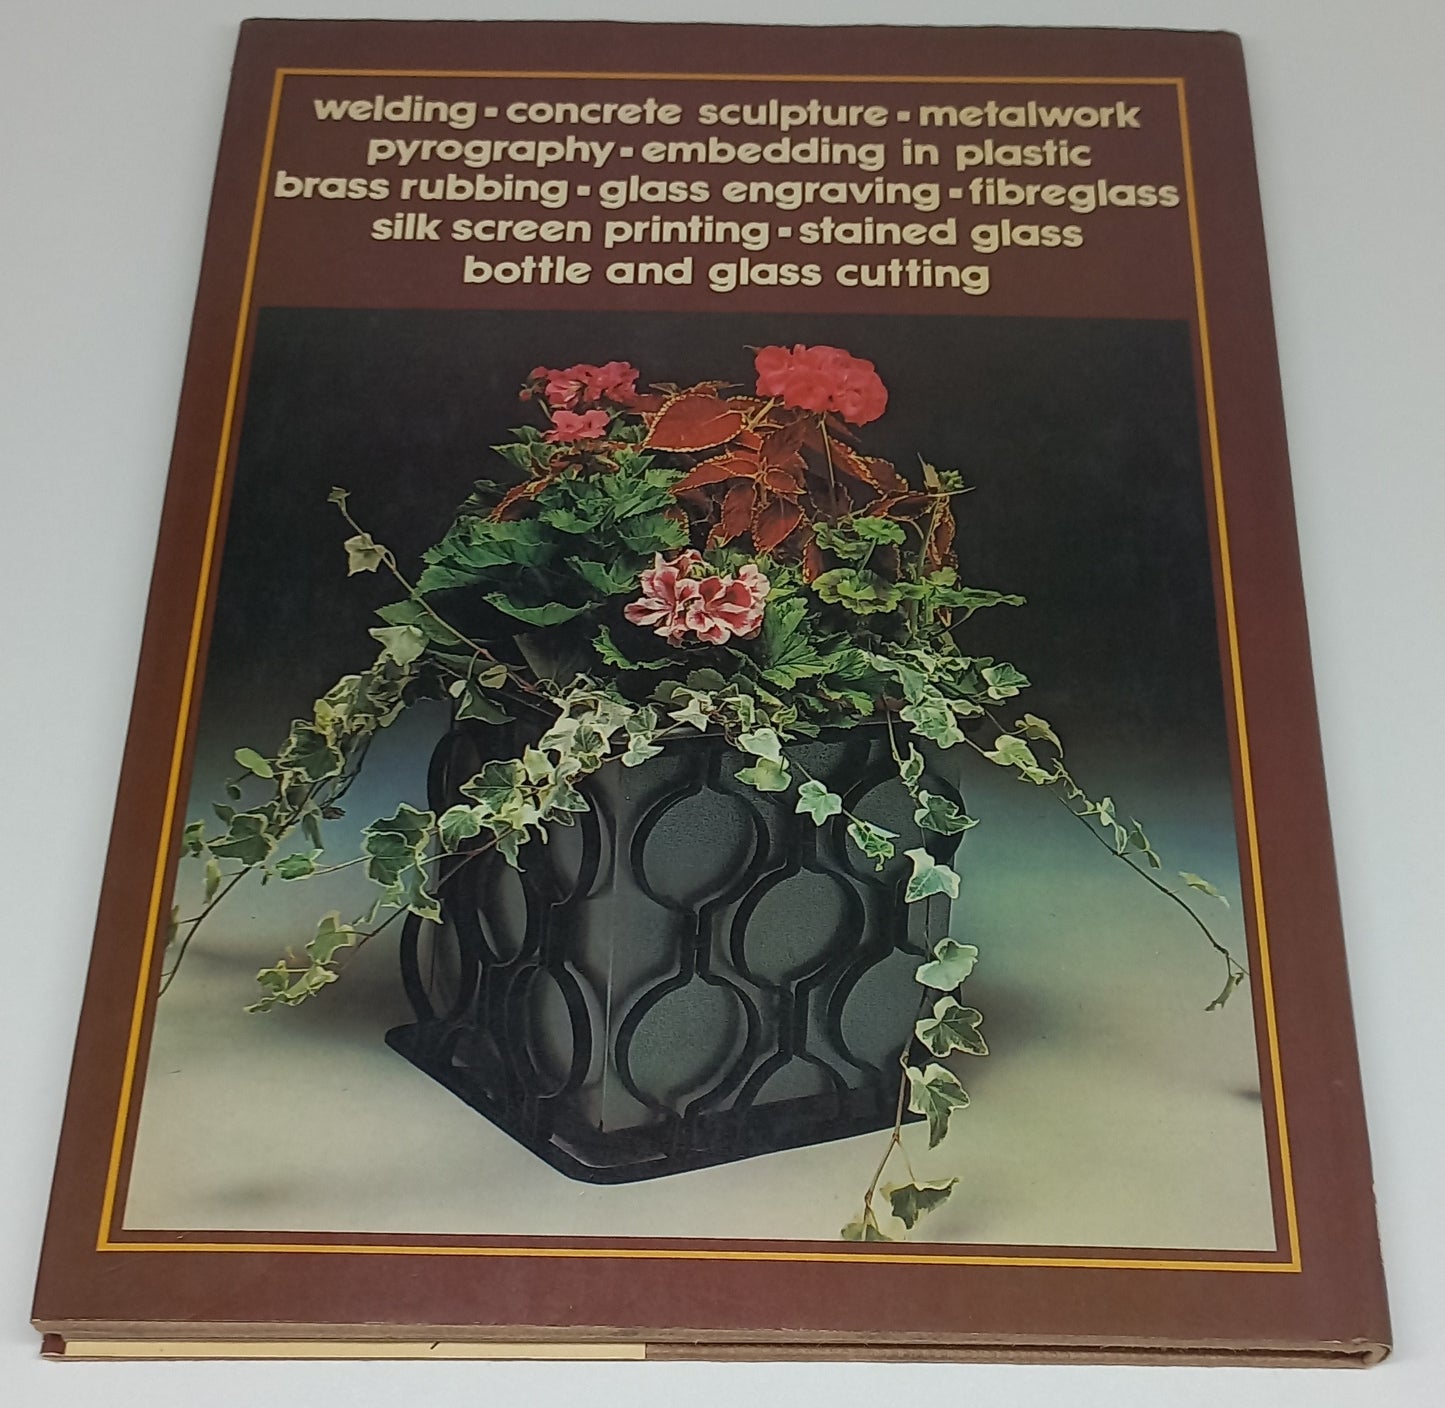 welding ▪ concrete sculpture ▪ metalwork
pyrography ▪ embedding in plastic
brass rubbing ▪ glass engraving ▪ fibreglass
silk screen printing ▪ stained glass
bottle and glass cutting